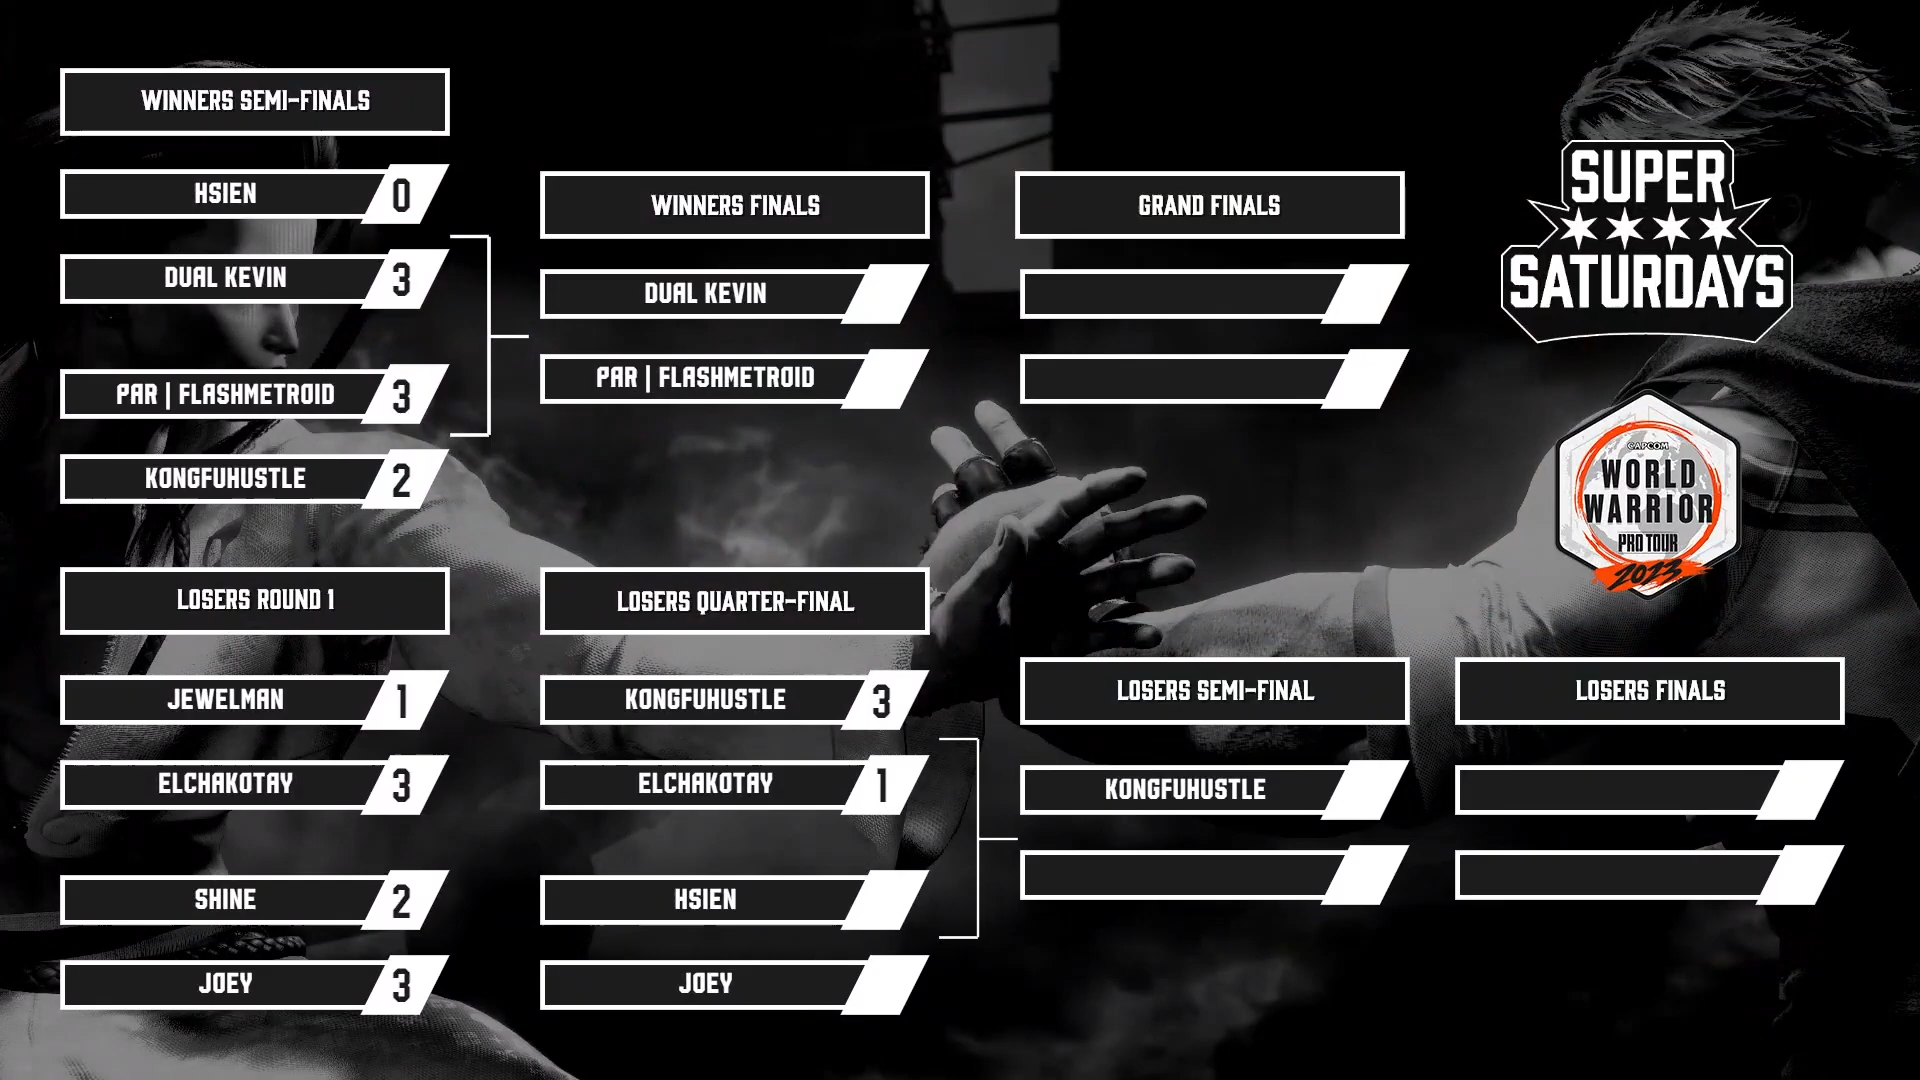 WINNERS SEMI-FINALS
HSIEN 0
DUAL KEVIN 3
PAR | FLASHMETROID 3
KONGFUHUSTLE 2
WINNERS FINALS
DUAL KEVIN
PAR | FLASHMETROID
GRAND FINALS
SUPER
SATURDAYS
CAPCOM
WORLD
WARRIOR
PRO TOUR
2023
LOSERS ROUND 1
JEWELMAN 1
ELCHAKOTAY 3
SHINE 2
JOEY 3
LOSERS QUARTER-FINAL
KONGFUHUSTLE 3
ELCHAKOTAY 1
HSIEN
JOEY
LOSERS SEMI-FINAL
KONGFUHUSTLE
LOSERS FINALS